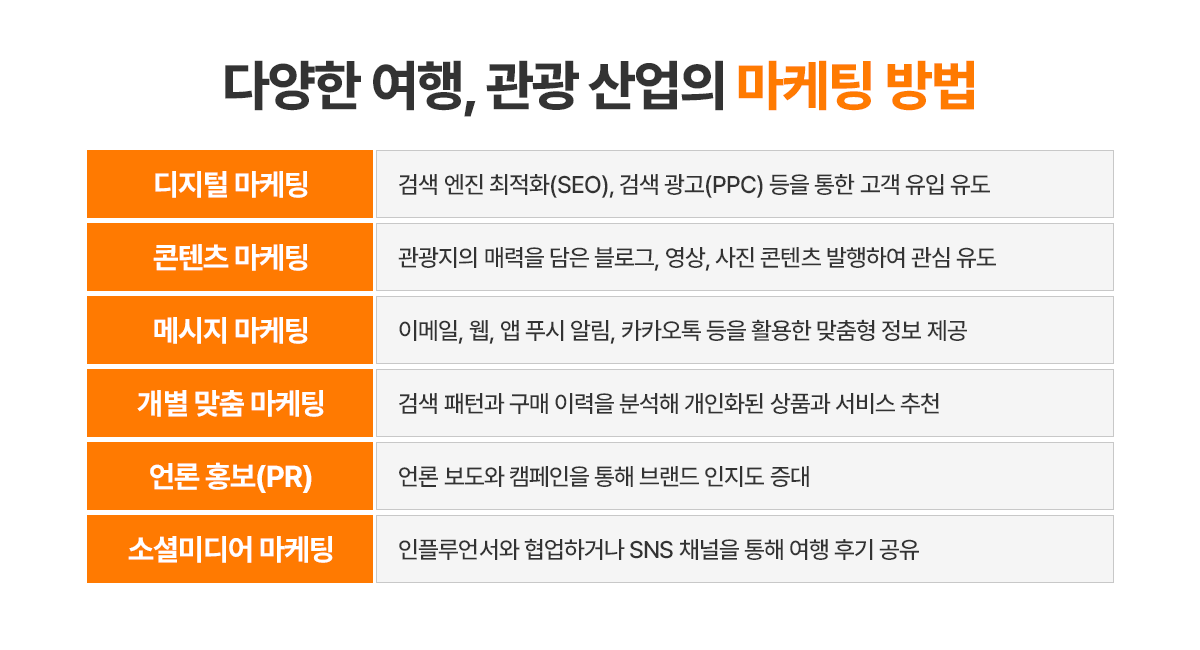 다양한 여행, 관광 산업의 마케팅 방법
디지털 마케팅
검색 엔진 최적화(SEO), 검색 광고(PPC) 등을 통한 고객 유입 유도
콘텐츠 마케팅
관광지의 매력을 담은 블로그, 영상, 사진 콘텐츠 발행하여 관심 유도
메시지 마케팅
이메일, 웹, 앱 푸시 알림, 카카오톡 등을 활용한 맞춤형 정보 제공
개별 맞춤 마케팅
검색 패턴과 구매 이력을 분석해 개인화된 상품과 서비스 추천
언론 홍보(PR)
언론 보도와 캠페인을 통해 브랜드 인지도 증대
소셜미디어 마케팅
인플루언서와 협업하거나 SNS 채널을 통해 여행 후기 공유